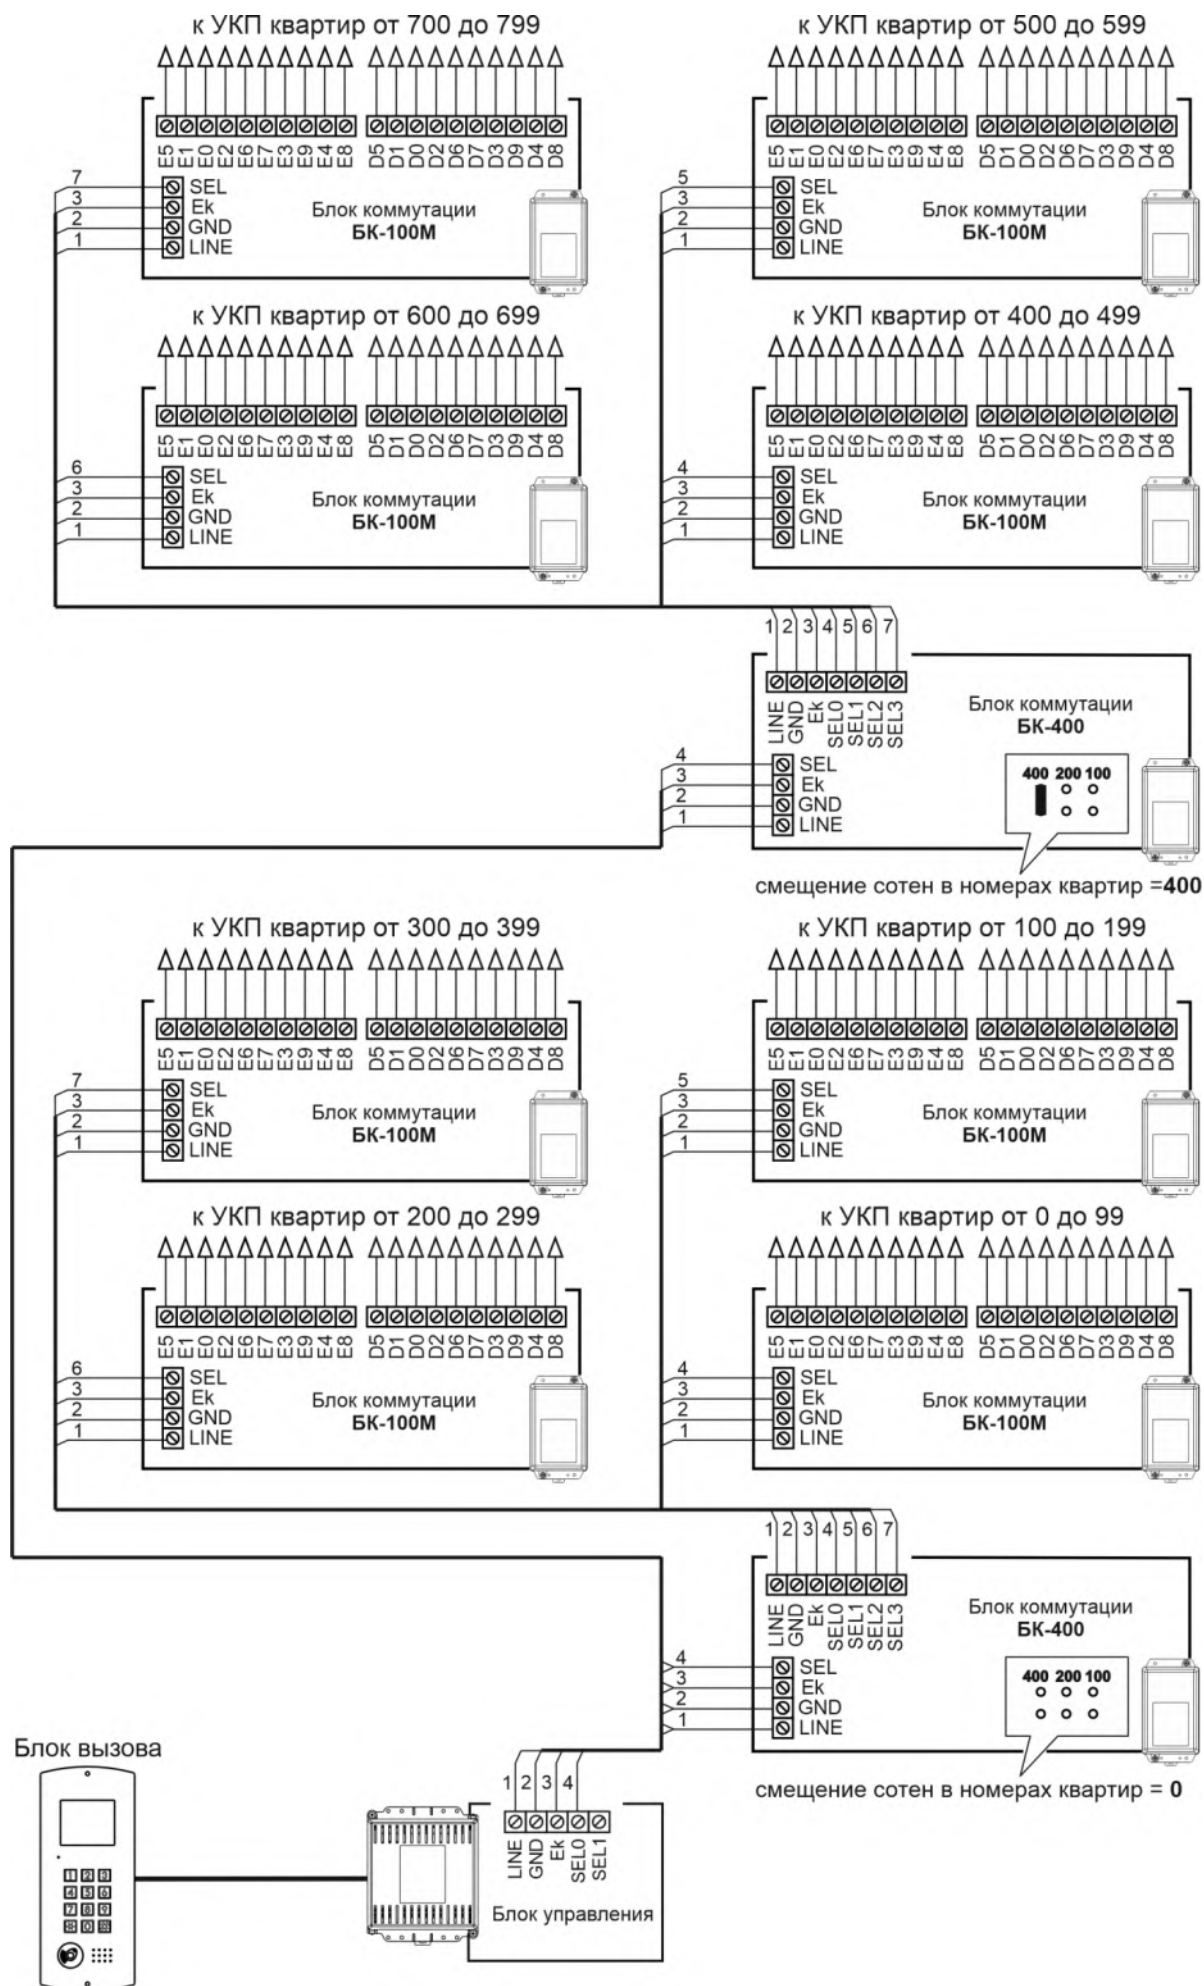 к УКП квартир от 700 до 799
E5 E1 E0 E2 E6 E7 E3 E9 E4 E8 D5 D1 D0 D2 D6 D7 D3 D9 D4 D8
7 SEL
3 Ek
2 GND
1 LINE
Блок коммутации
БК-100М
к УКП квартир от 500 до 599
E5 E1 E0 E2 E6 E7 E3 E9 E4 E8 D5 D1 D0 D2 D6 D7 D3 D9 D4 D8
5 SEL
3 Ek
2 GND
1 LINE
Блок коммутации
БК-100М
к УКП квартир от 600 до 699
E5 E1 E0 E2 E6 E7 E3 E9 E4 E8 D5 D1 D0 D2 D6 D7 D3 D9 D4 D8
6 SEL
3 Ek
2 GND
1 LINE
Блок коммутации
БК-100М
к УКП квартир от 400 до 499
E5 E1 E0 E2 E6 E7 E3 E9 E4 E8 D5 D1 D0 D2 D6 D7 D3 D9 D4 D8
4 SEL
3 Ek
2 GND
1 LINE
Блок коммутации
БК-100М
1 2 3 4 5 6 7
LINE GND Ek SEL0 SEL1 SEL2 SEL3
Блок коммутации
БК-400
4 SEL
3 Ek
2 GND
1 LINE
400 200 100
смещение сотен в номерах квартир =400
к УКП квартир от 300 до 399
E5 E1 E0 E2 E6 E7 E3 E9 E4 E8 D5 D1 D0 D2 D6 D7 D3 D9 D4 D8
7 SEL
3 Ek
2 GND
1 LINE
Блок коммутации
БК-100М
к УКП квартир от 100 до 199
E5 E1 E0 E2 E6 E7 E3 E9 E4 E8 D5 D1 D0 D2 D6 D7 D3 D9 D4 D8
5 SEL
3 Ek
2 GND
1 LINE
Блок коммутации
БК-100М
к УКП квартир от 200 до 299
E5 E1 E0 E2 E6 E7 E3 E9 E4 E8 D5 D1 D0 D2 D6 D7 D3 D9 D4 D8
6 SEL
3 Ek
2 GND
1 LINE
Блок коммутации
БК-100М
к УКП квартир от 0 до 99
E5 E1 E0 E2 E6 E7 E3 E9 E4 E8 D5 D1 D0 D2 D6 D7 D3 D9 D4 D8
4 SEL
3 Ek
2 GND
1 LINE
Блок коммутации
БК-100М
1 2 3 4 5 6 7
LINE GND Ek SEL0 SEL1 SEL2 SEL3
Блок коммутации
БК-400
4 SEL
3 Ek
2 GND
1 LINE
400 200 100
смещение сотен в номерах квартир = 0
Блок вызова
1 2 3
4 5 6
7 8 9
0
1 2 3 4
LINE GND Ek SEL0 SEL1
Блок управления